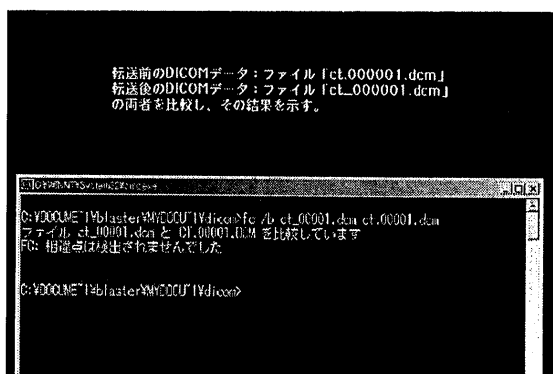 転送前のDICOMデータ：ファイル「ct.000001.dcm」
転送後のDICOMデータ：ファイル「ct_000001.dcm」
の両者を比較し、その結果を示す。
C:¥DOCUME~1¥blaster¥MYDOCU~1¥dicom>fc /b ct_00001.dcm ct.00001.dcm
ファイル ct_00001.dcm と CT.00001.DCM を比較しています
FC: 相違点は検出されませんでした
C:¥DOCUME~1¥blaster¥MYDOCU~1¥dicom>